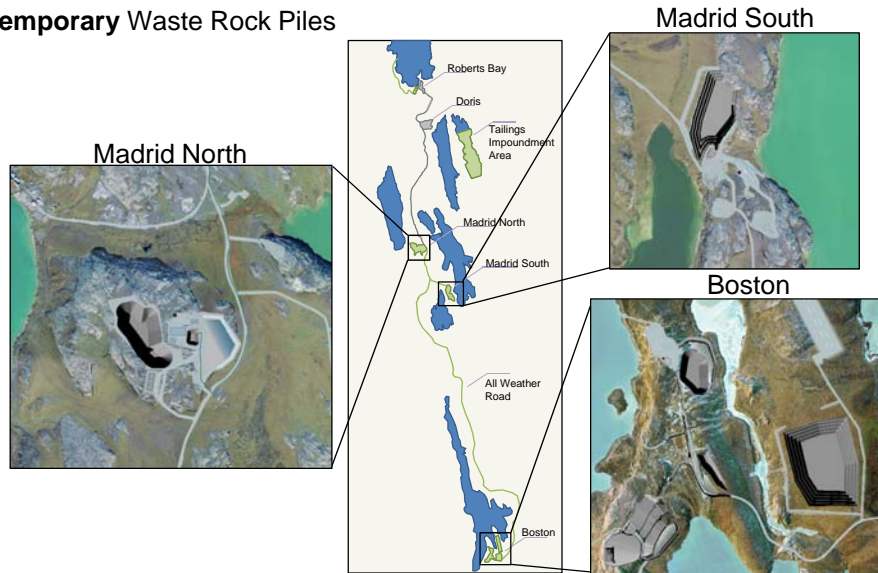 emporary Waste Rock Piles
Madrid South
Roberts Bay
Doris
Tailings
Impoundment
Area
Madrid North
Madrid North
Madrid South
Boston
All Weather
Road
Boston